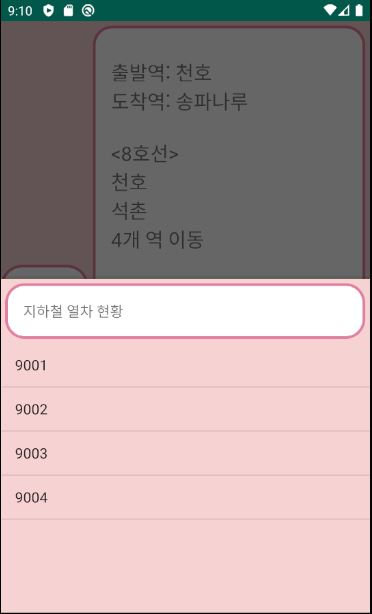 9:10
출발역: 천호
도착역: 송파나루
<8호선>
천호
석촌
4개 역 이동
지하철 열차 현황
9001
9002
9003
9004